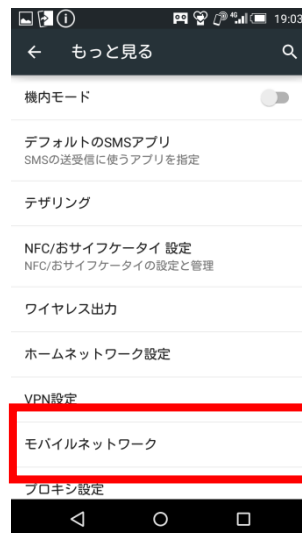 19:03
もっと見る
機内モード
デフォルトのSMSアプリ
SMSの送受信に使うアプリを指定
テザリング
NFC/おサイフケータイ 設定
NFC/おサイフケータイの設定と管理
ワイヤレス出力
ホームネットワーク設定
VPN設定
モバイルネットワーク
プロキシ設定